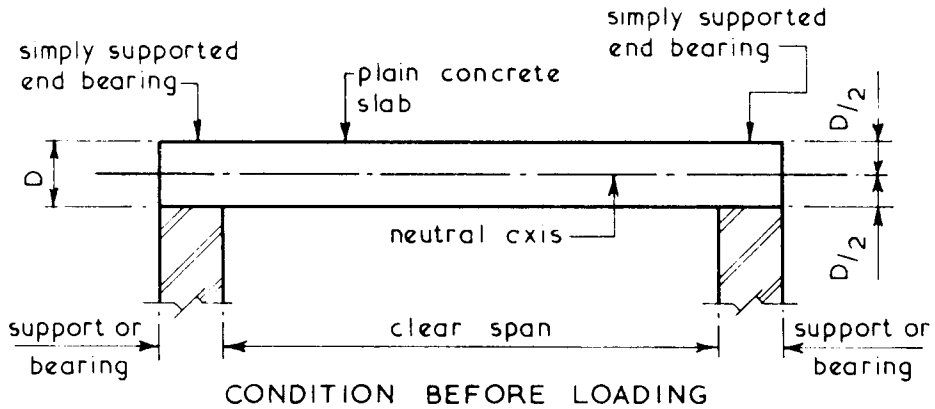 simply supported
end bearing
plain concrete
slab
simply supported
end bearing
D/2
D
neutral cxis
D/2
support or
bearing
clear span
support or
bearing
CONDITION BEFORE LOADING